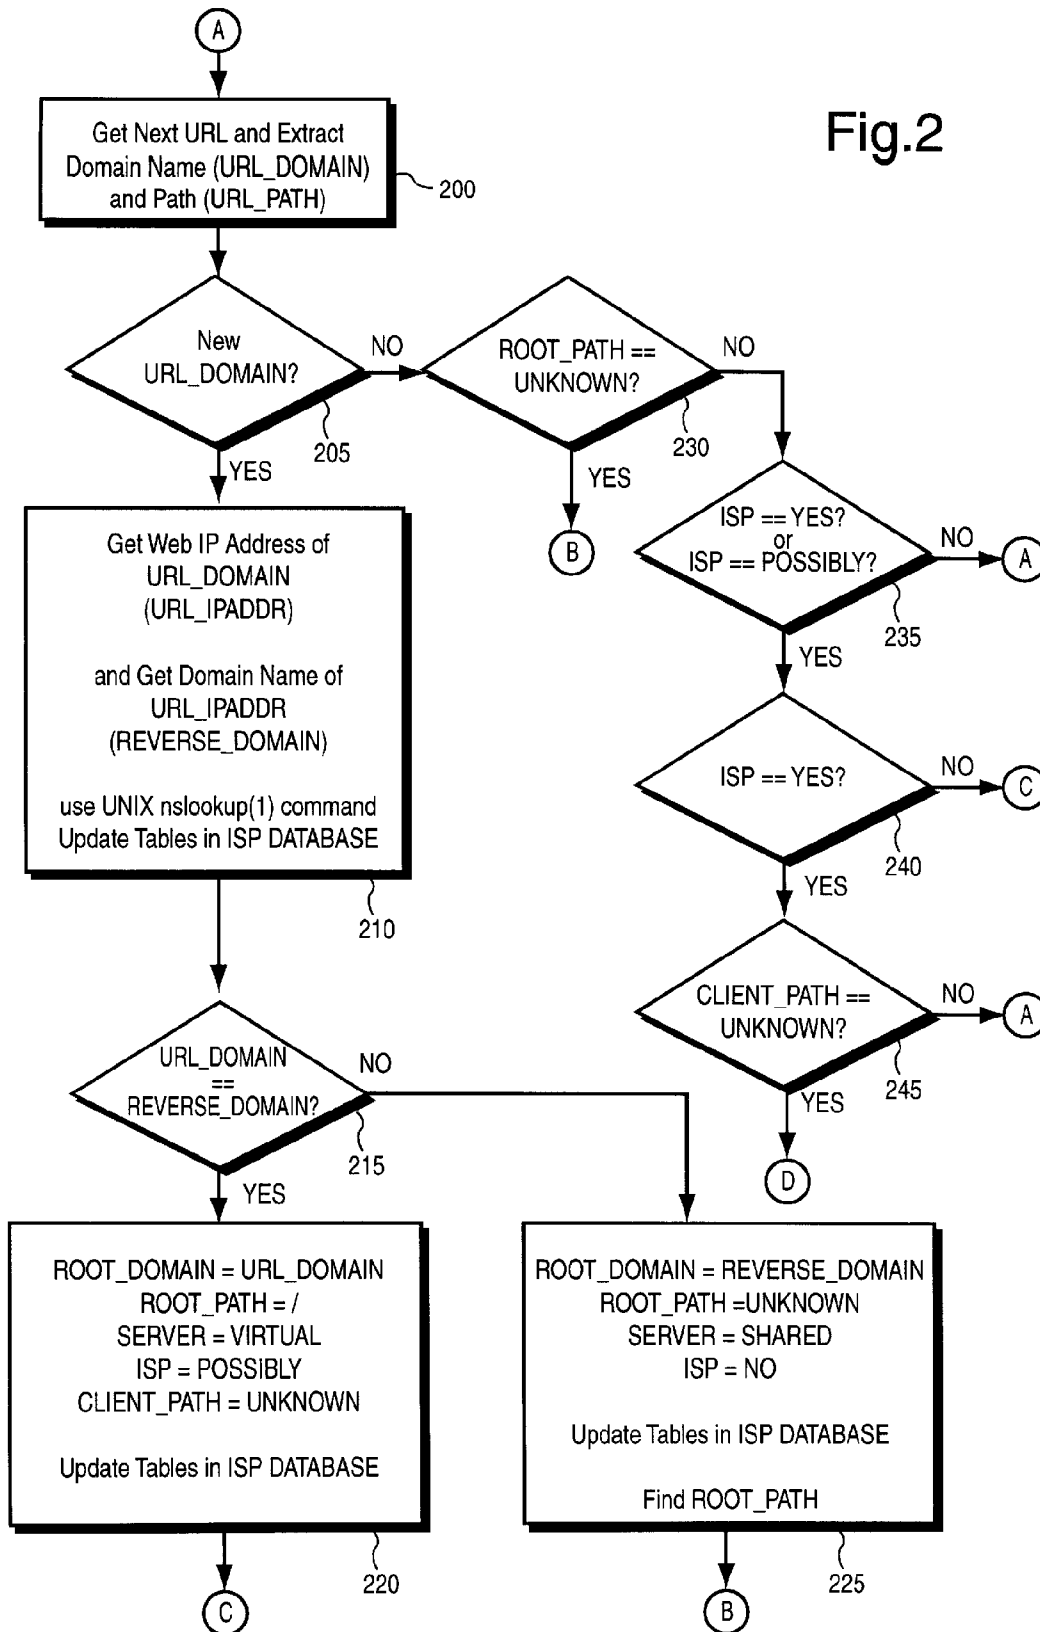 A
Fig.2
Get Next URL and Extract
Domain Name (URL_DOMAIN)
and Path (URL_PATH)
200
New
URL_DOMAIN?
205
NO
YES
ROOT_PATH ==
UNKNOWN?
230
NO
YES
B
ISP == YES?
or
ISP == POSSIBLY?
235
NO
A
YES
Get Web IP Address of
URL_DOMAIN
(URL_IPADDR)
and Get Domain Name of
URL_IPADDR
(REVERSE_DOMAIN)
use UNIX nslookup(1) command
Update Tables in ISP DATABASE
210
ISP == YES?
240
NO
C
YES
CLIENT_PATH ==
UNKNOWN?
245
NO
A
YES
D
URL_DOMAIN
==
REVERSE_DOMAIN?
215
NO
YES
ROOT_DOMAIN = URL_DOMAIN
ROOT_PATH = /
SERVER = VIRTUAL
ISP = POSSIBLY
CLIENT_PATH = UNKNOWN
Update Tables in ISP DATABASE
220
C
ROOT_DOMAIN = REVERSE_DOMAIN
ROOT_PATH =UNKNOWN
SERVER = SHARED
ISP = NO
Update Tables in ISP DATABASE
Find ROOT_PATH
225
B